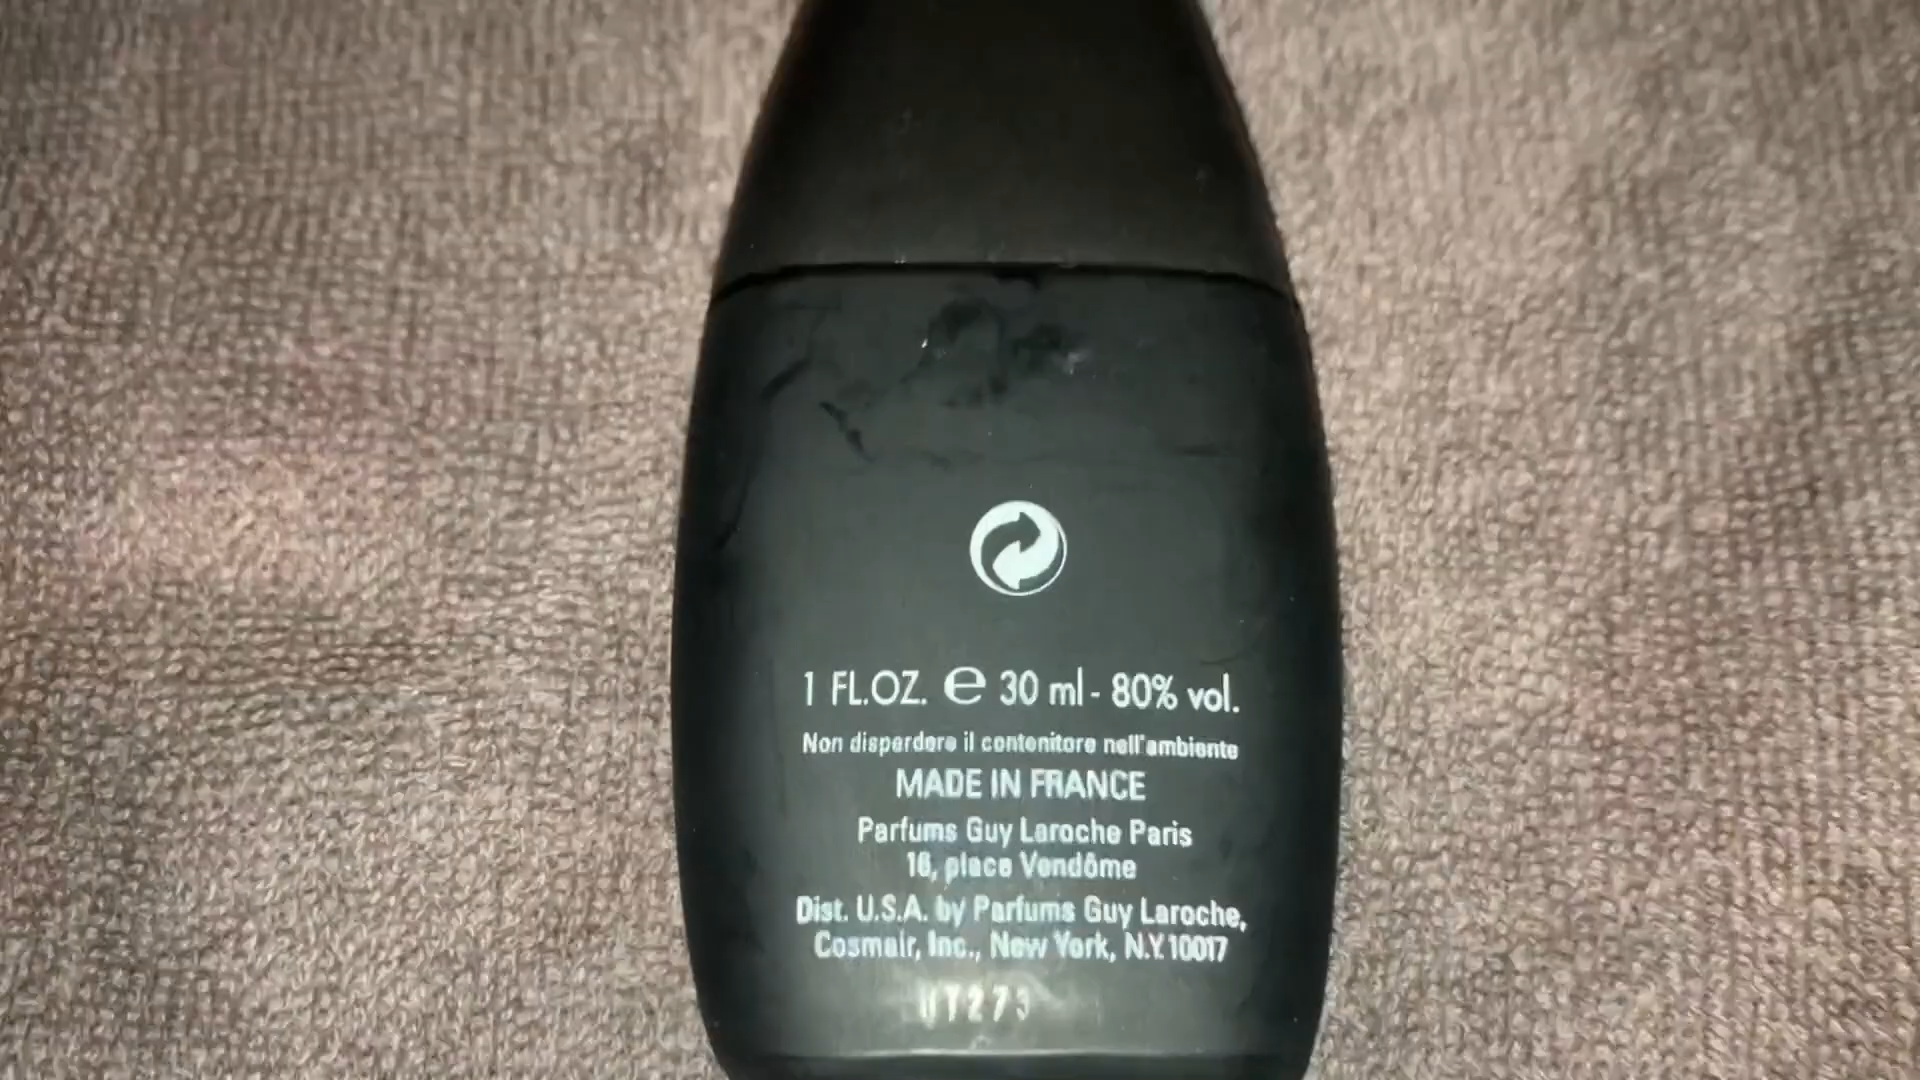 1 FL.OZ. ℮ 30 ml - 80% vol.
Non disperdere il contenitore nell'ambiente
MADE IN FRANCE
Parfums Guy Laroche Paris
16, place Vendôme
Dist. U.S.A. by Parfums Guy Laroche,
Cosmair, Inc., New York, N.Y. 10017